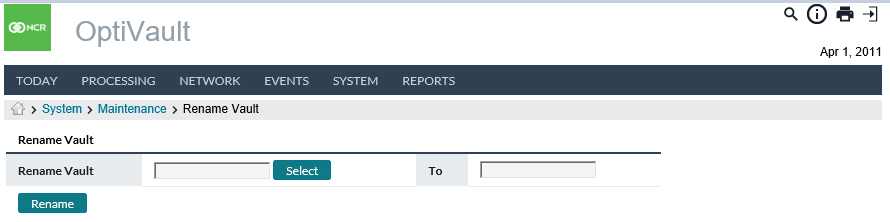 NCR
OptiVault
Apr 1, 2011
TODAY PROCESSING NETWORK EVENTS SYSTEM REPORTS
System > Maintenance > Rename Vault
Rename Vault
Rename Vault Select To
Rename